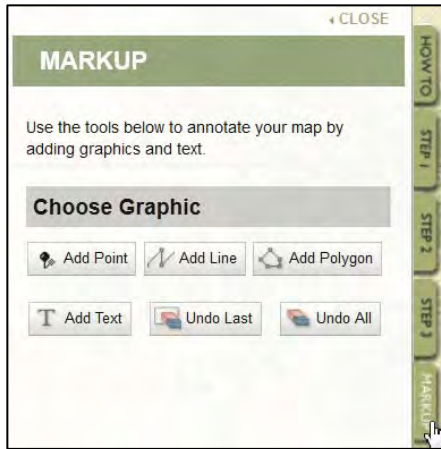 CLOSE
MARKUP
Use the tools below to annotate your map by
adding graphics and text.
Choose Graphic
Add Point
Add Line
Add Polygon
T Add Text
Undo Last
Undo All
HOW TO
STEP 1
STEP 2
STEP 3
MARKUP